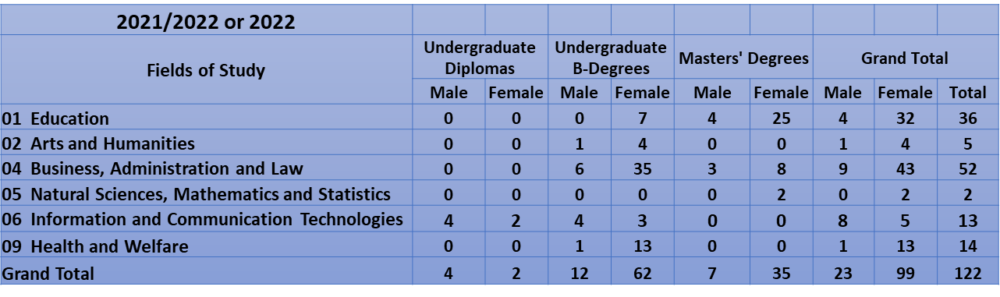 2021/2022 or 2022
Fields of Study
Undergraduate Diplomas
Undergraduate B-Degrees
Masters' Degrees
Grand Total
Male Female Male Female Male Female Male Female Total
01 Education 0 0 0 7 4 25 4 32 36
02 Arts and Humanities 0 0 1 4 0 0 1 4 5
04 Business, Administration and Law 0 0 6 35 3 8 9 43 52
05 Natural Sciences, Mathematics and Statistics 0 0 0 0 0 2 0 2 2
06 Information and Communication Technologies 4 2 4 3 0 0 8 5 13
09 Health and Welfare 0 0 1 13 0 0 1 13 14
Grand Total 4 2 12 62 7 35 23 99 122